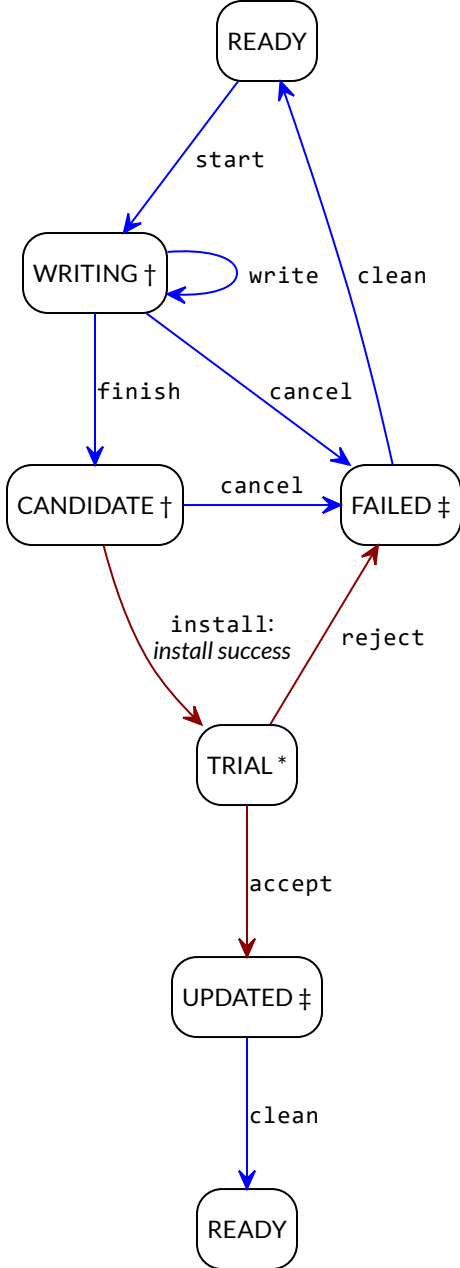 READY
start
WRITING †
write
clean
finish
cancel
CANDIDATE †
cancel
FAILED ‡
install:
install success
reject
TRIAL *
accept
UPDATED ‡
clean
READY